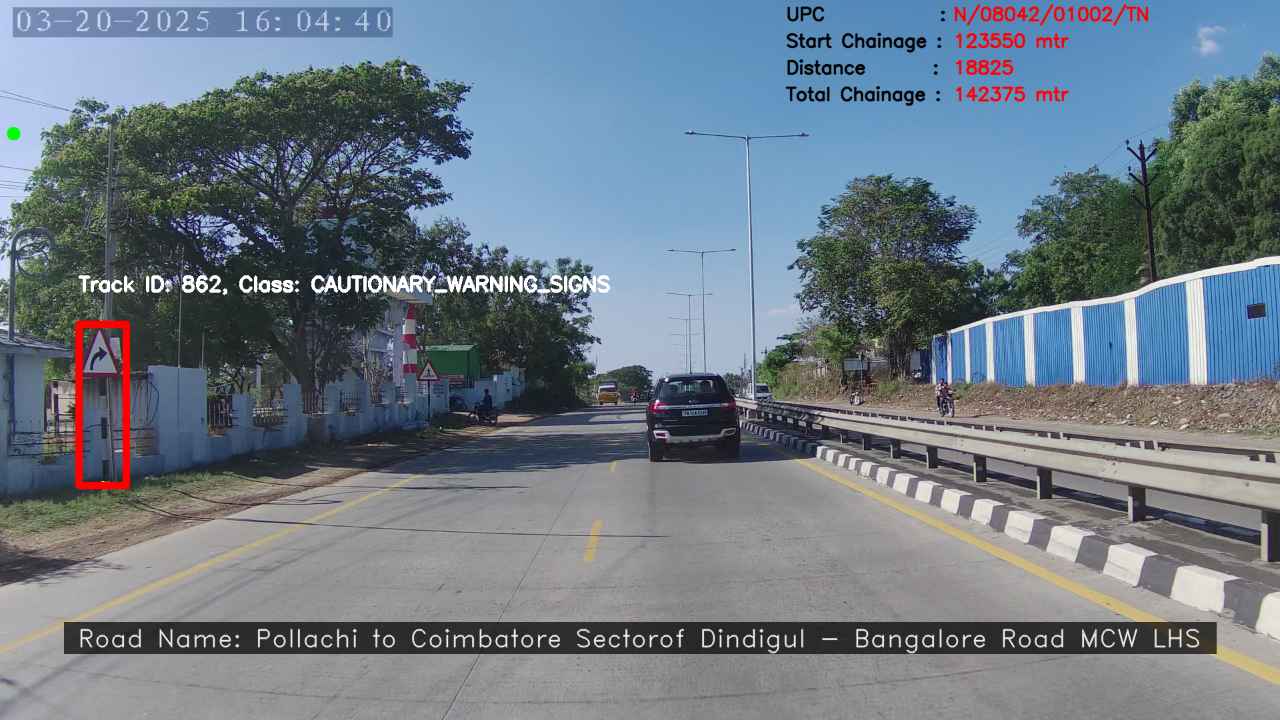 03-20-2025 16:04:40
UPC : N/08042/01002/TN
Start Chainage : 123550 mtr
Distance : 18825
Total Chainage : 142375 mtr
Track ID: 862, Class: CAUTIONARY_WARNING_SIGNS
Road Name: Pollachi to Coimbatore Sectorof Dindigul - Bangalore Road MCW LHS